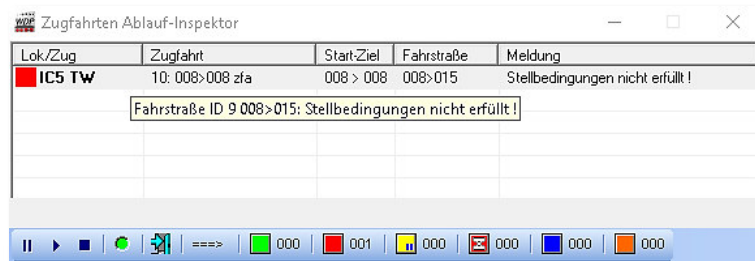 WDP Zugfahrten Ablauf-Inspektor
Lok/Zug Zugfahrt Start-Ziel Fahrstraße Meldung
IC5 TW 10: 008>008 zfa 008 > 008 008>015 Stellbedingungen nicht erfüllt !
Fahrstraße ID 9 008>015: Stellbedingungen nicht erfüllt !
===> 000 001 000 000 000 000